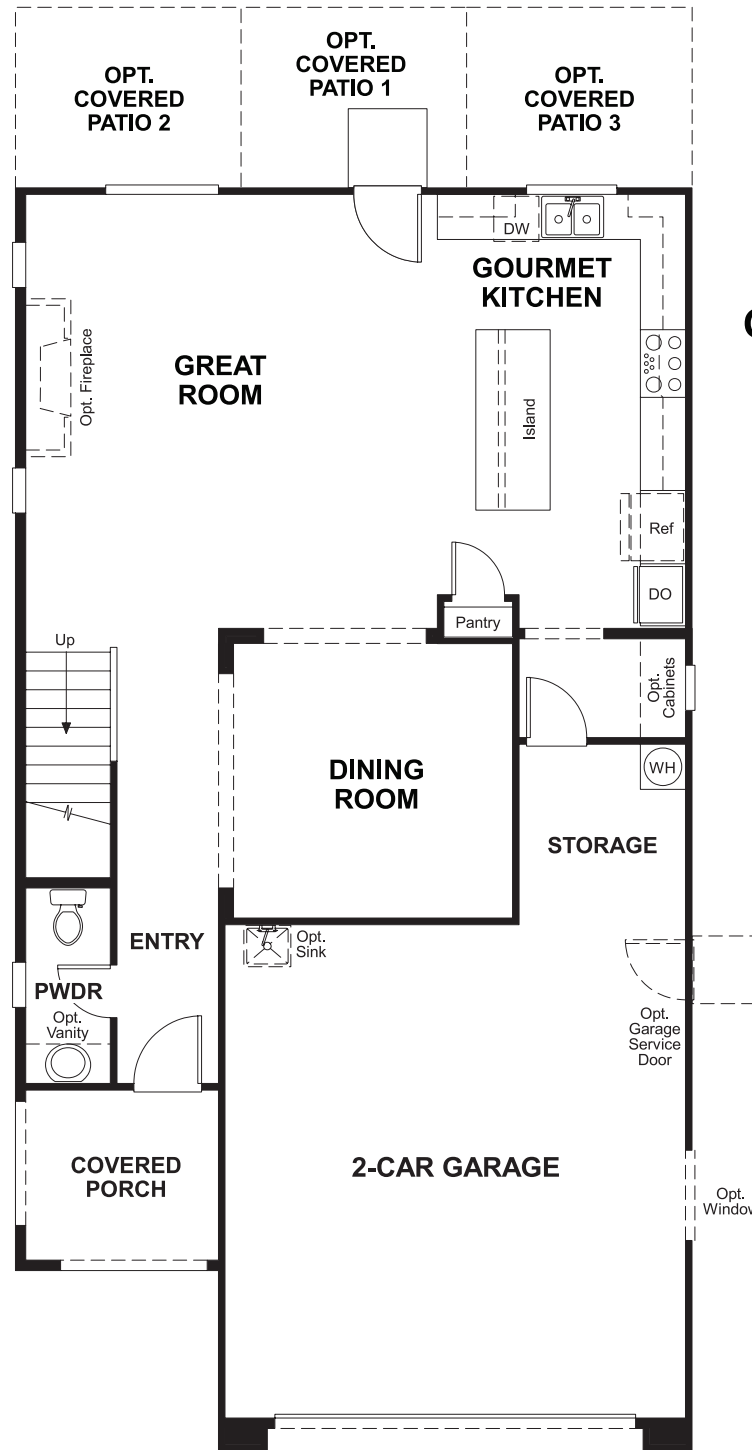 OPT.
COVERED
PATIO 2
OPT.
COVERED
PATIO 1
OPT.
COVERED
PATIO 3
DW
GOURMET
KITCHEN
GREAT
ROOM
Opt. Fireplace
Island
Ref
DO
Pantry
Up
Opt.
Cabinets
DINING
ROOM
WH
STORAGE
ENTRY
Opt.
Sink
PWDR
Opt.
Vanity
Opt.
Garage
Service
Door
COVERED
PORCH
2-CAR GARAGE
Opt.
Window